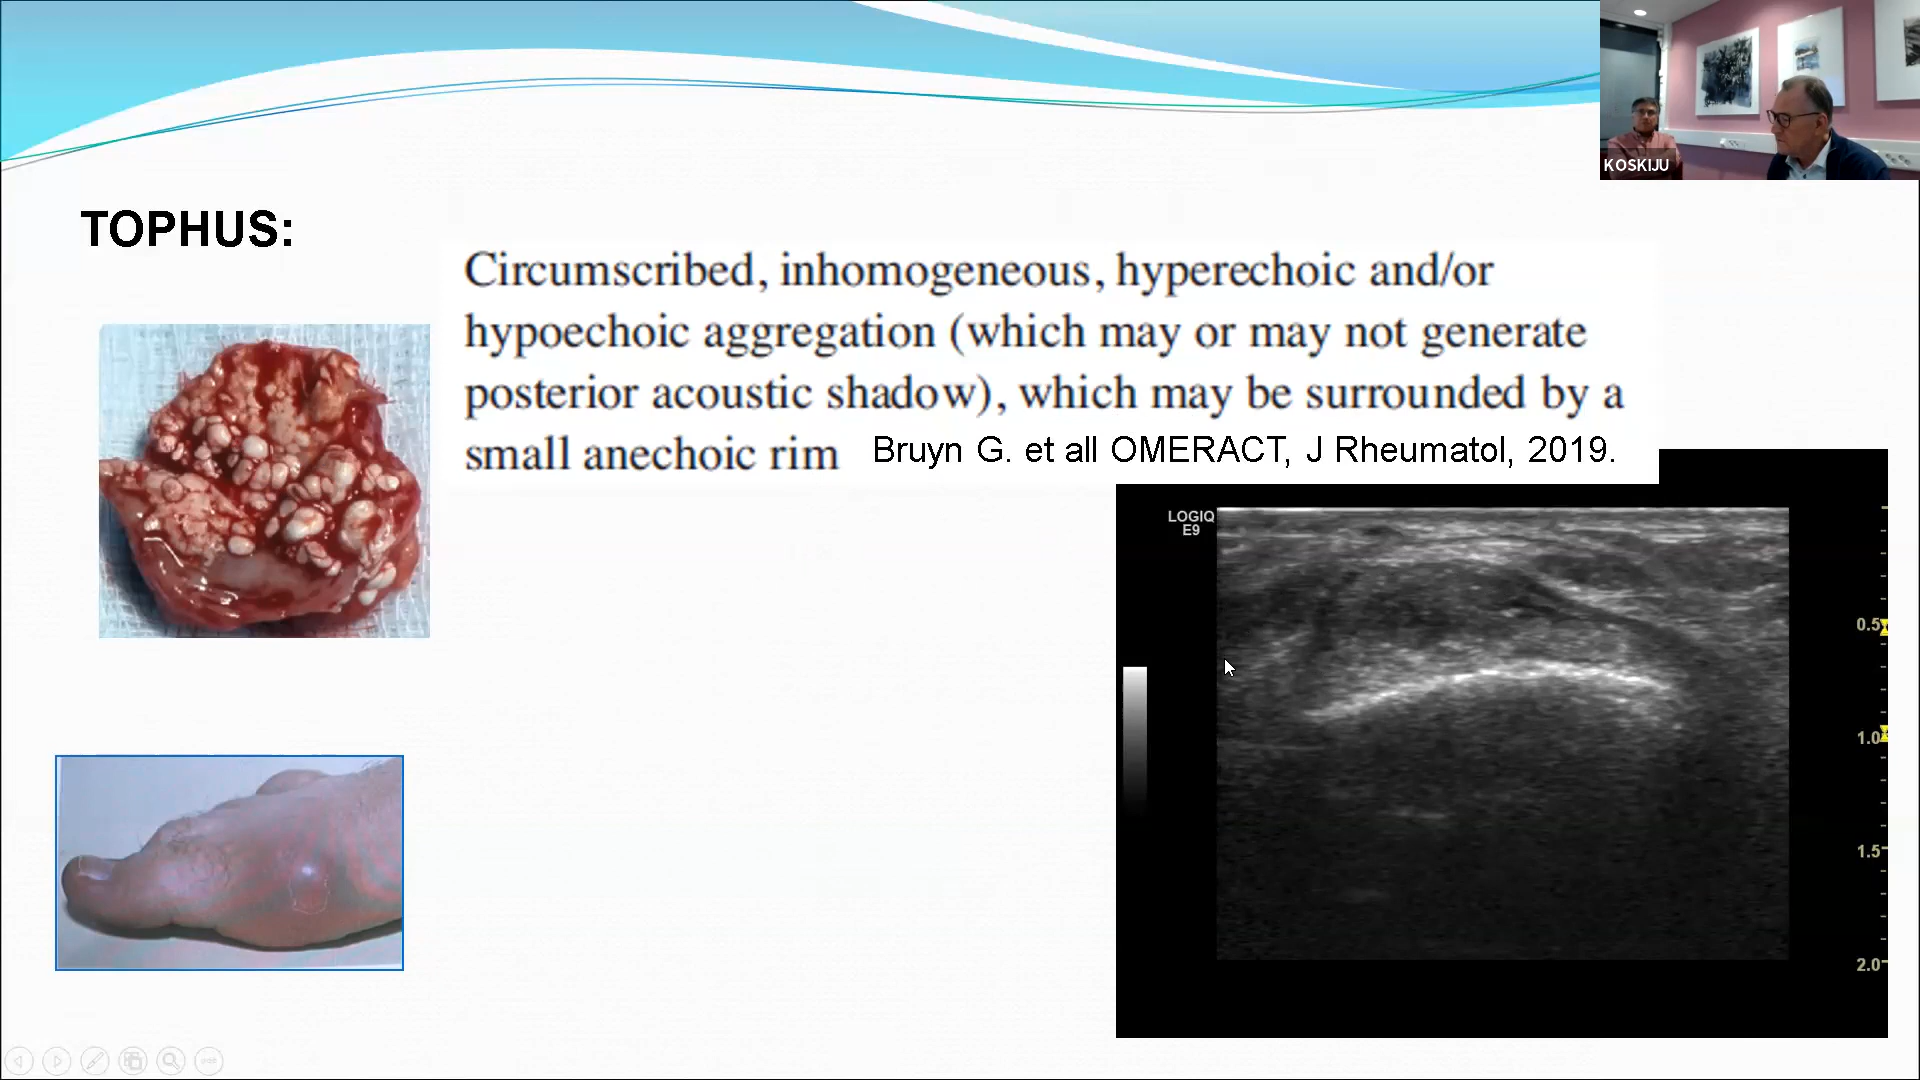 KOSKIJU
TOPHUS:
Circumscribed, inhomogeneous, hyperechoic and/or
hypoechoic aggregation (which may or may not generate
posterior acoustic shadow), which may be surrounded by a
small anechoic rim
Bruyn G. et all OMERACT, J Rheumatol, 2019.
LOGIQ
E9
0.5
1.0
1.5
2.0